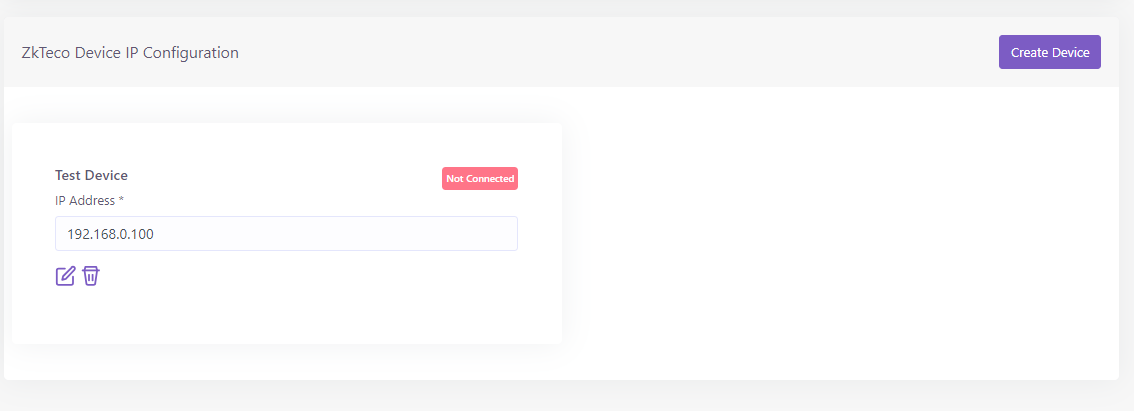 ZkTeco Device IP Configuration
Create Device
Test Device
Not Connected
IP Address *
192.168.0.100